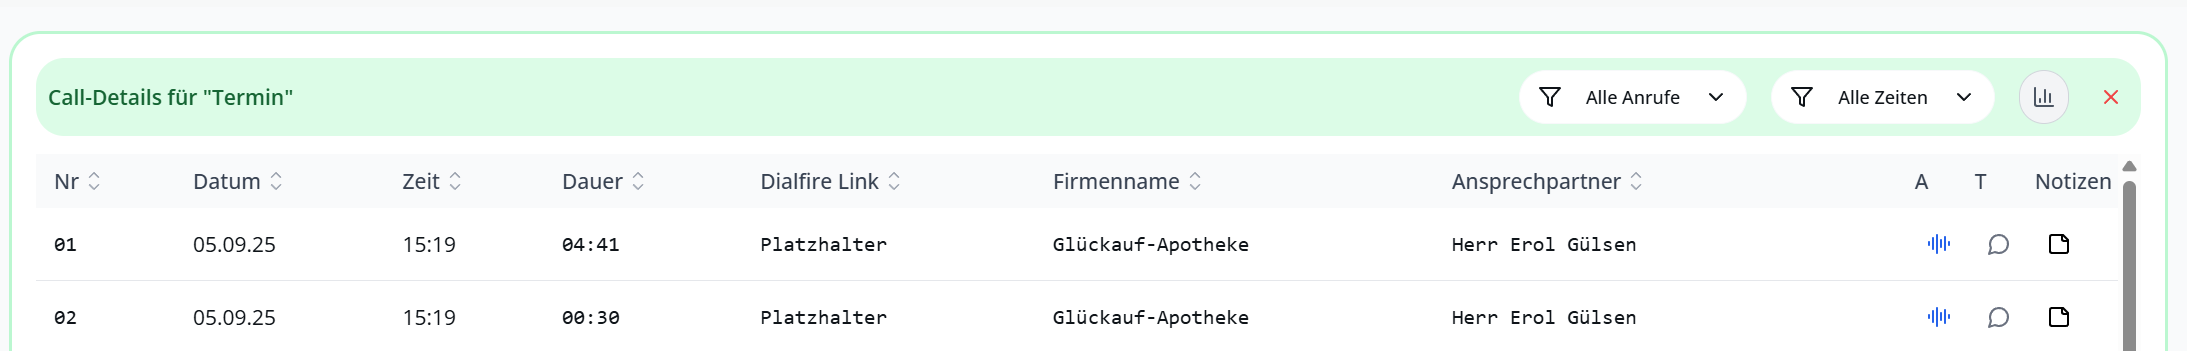 Call-Details für "Termin" Alle Anrufe Alle Zeiten
Nr Datum Zeit Dauer Dialfire Link Firmenname Ansprechpartner A T Notizen
01 05.09.25 15:19 04:41 Platzhalter Glückauf-Apotheke Herr Erol Gülsen
02 05.09.25 15:19 00:30 Platzhalter Glückauf-Apotheke Herr Erol Gülsen